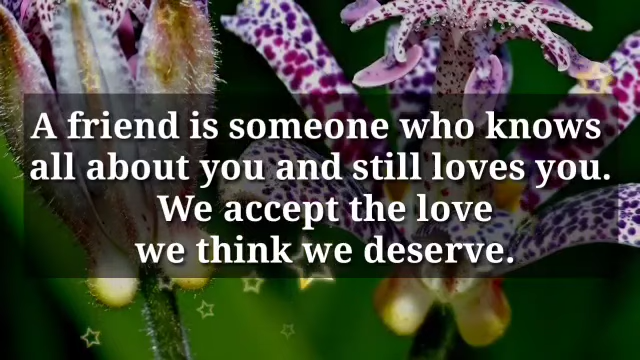 A friend is someone who knows
all about you and still loves you.
We accept the love
we think we deserve.